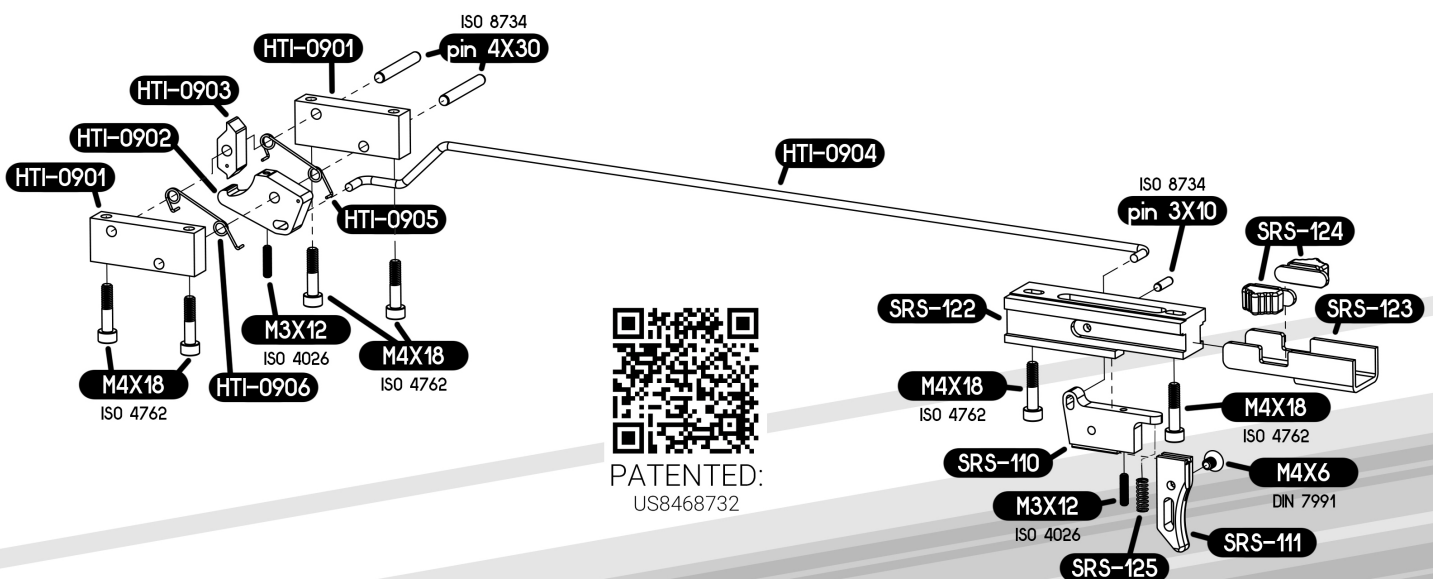 ISO 8734
pin 4X30
HTI-0901
HTI-0903
HTI-0902
HTI-0901
HTI-0904
HTI-0905
M3X12
ISO 4026
M4X18
ISO 4762
M4X18
ISO 4762
HTI-0906
ISO 8734
pin 3X10
SRS-124
SRS-122
SRS-123
M4X18
ISO 4762
M4X18
ISO 4762
SRS-110
M4X6
DIN 7991
M3X12
ISO 4026
SRS-111
SRS-125
PATENTED:
US8468732